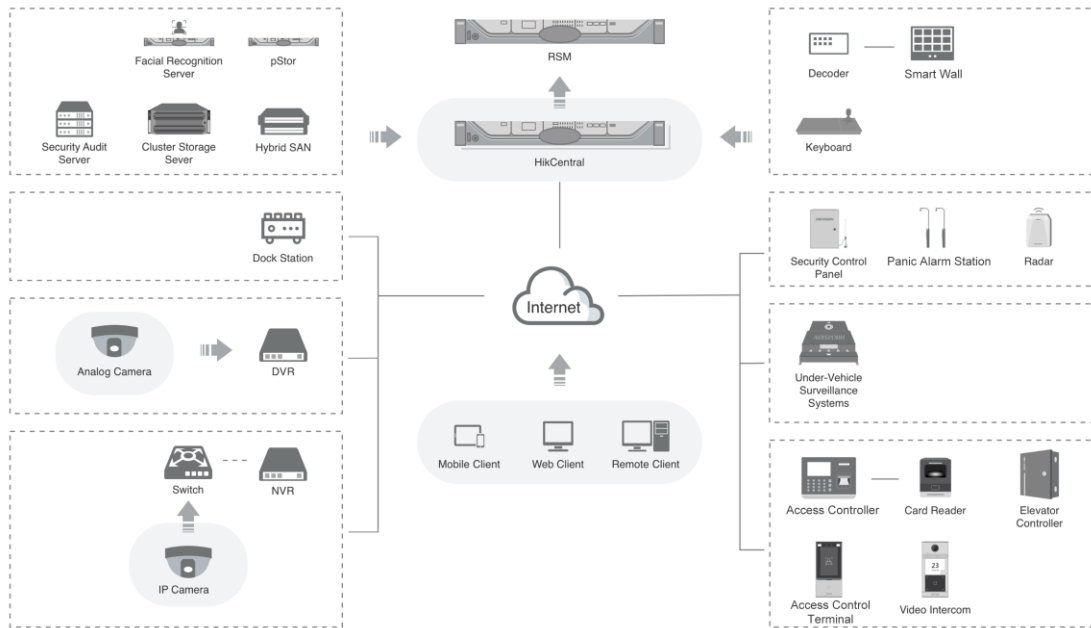 Facial Recognition
Server
pStor
Security Audit
Server
Cluster Storage
Sever
Hybrid SAN
RSM
HikCentral
Decoder
Smart Wall
Keyboard
Dock Station
Security Control
Panel
Panic Alarm Station
Radar
Internet
Analog Camera
DVR
Under-Vehicle
Surveillance
Systems
Mobile Client
Web Client
Remote Client
Switch
NVR
IP Camera
Access Controller
Card Reader
Elevator
Controller
23
Access Control
Terminal
Video Intercom